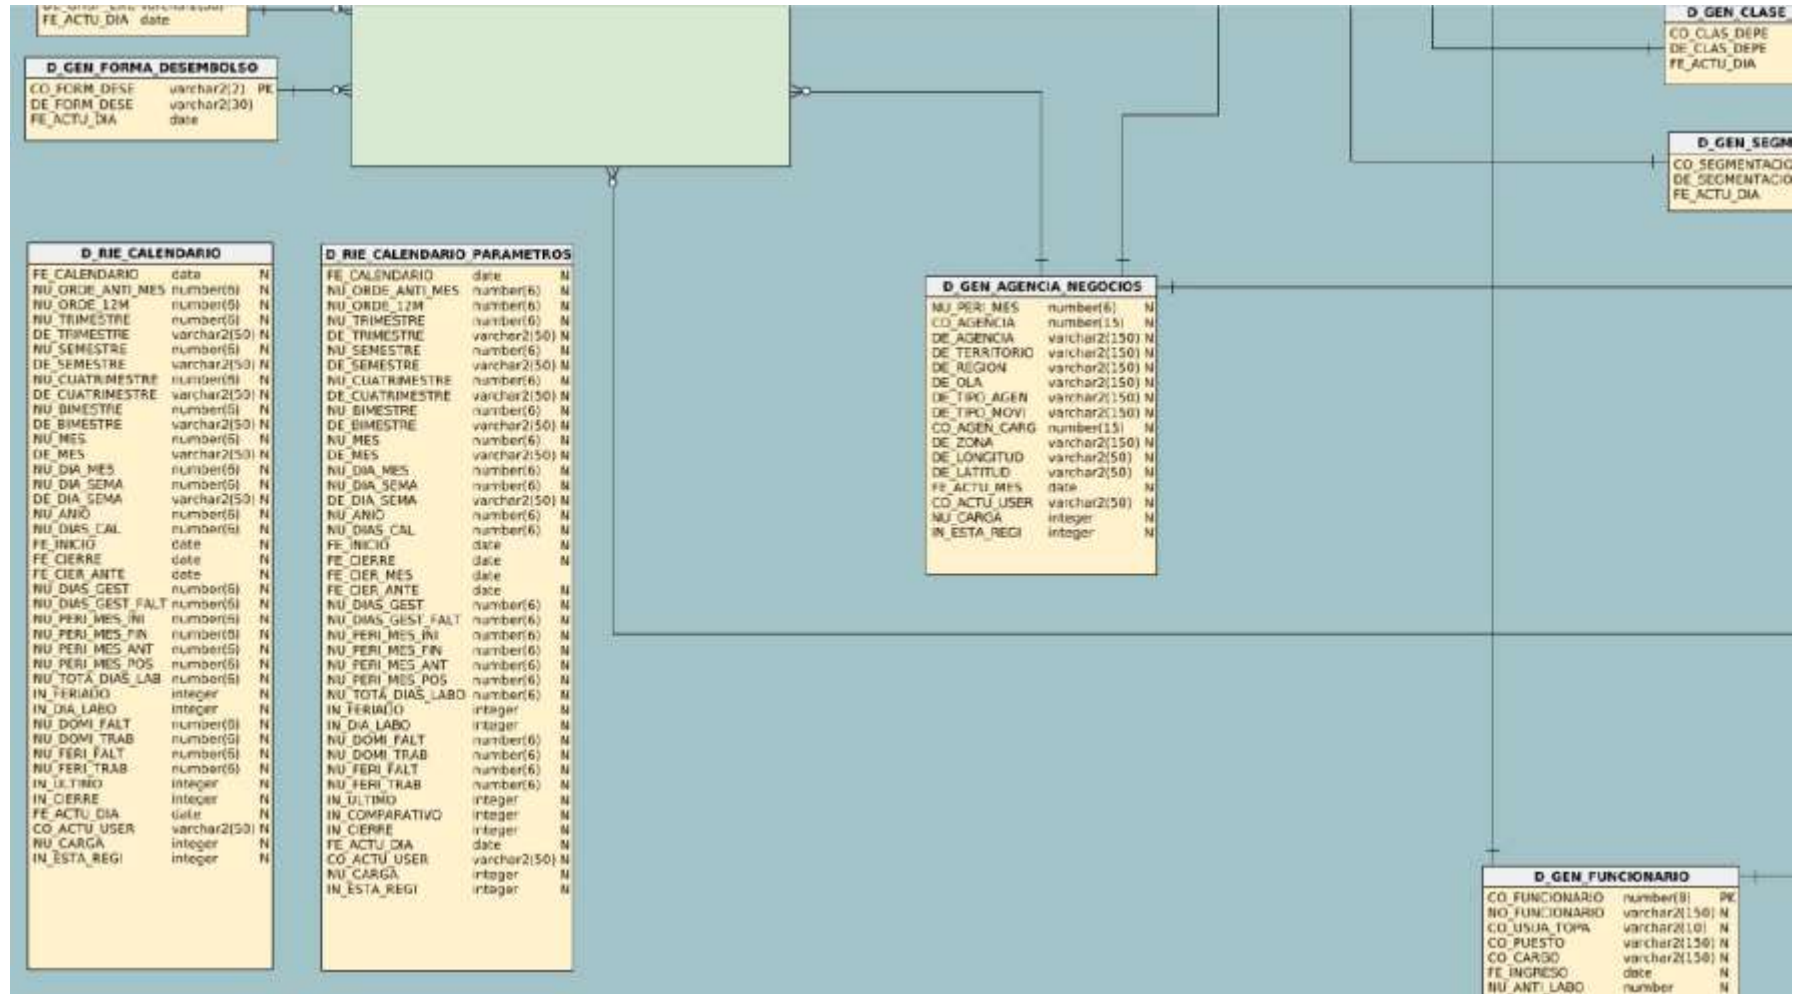 FE_ACTU_DIA date
D_GEN_FORMA_DESEMBOLSO
CO_FORM_DESE varchar2(2) PK
DE_FORM_DESE varchar2(30)
FE_ACTU_DIA date
D_GEN_CLASE_
CO_CLAS_DEPE
DE_CLAS_DEPE
FE_ACTU_DIA
D_GEN_SEGM
CO_SEGMENTACIO
DE_SEGMENTACIO
FE_ACTU_DIA
D_RIE_CALENDARIO
FE_CALENDARIO date N
NU_ORDE_ANTI_MES number(6) N
NU_ORDE_12M number(6) N
NU_TRIMESTRE number(6) N
DE_TRIMESTRE varchar2(50) N
NU_SEMESTRE number(6) N
DE_SEMESTRE varchar2(50) N
NU_CUATRIMESTRE number(6) N
DE_CUATRIMESTRE varchar2(50) N
NU_BIMESTRE number(6) N
DE_BIMESTRE varchar2(50) N
NU_MES number(6) N
DE_MES varchar2(50) N
NU_DIA_MES number(6) N
NU_DIA_SEMA number(6) N
DE_DIA_SEMA varchar2(50) N
NU_ANIO number(6) N
NU_DIAS_CAL number(6) N
FE_INICIO date N
FE_CIERRE date N
FE_CIER_ANTE date N
NU_DIAS_GEST number(6) N
NU_DIAS_GEST_FALT number(6) N
NU_PERI_MES_INI number(6) N
NU_PERI_MES_FIN number(6) N
NU_PERI_MES_ANT number(6) N
NU_PERI_MES_POS number(6) N
NU_TOTA_DIAS_LAB number(6) N
IN_FERIADO integer N
IN_DIA_LABO integer N
NU_DOMI_FALT number(6) N
NU_DOMI_TRAB number(6) N
NU_FERI_FALT number(6) N
NU_FERI_TRAB number(6) N
IN_ULTIMO integer N
IN_CIERRE integer N
FE_ACTU_DIA date N
CO_ACTU_USER varchar2(50) N
NU_CARGA integer N
IN_ESTA_REGI integer N
D_RIE_CALENDARIO_PARAMETROS
FE_CALENDARIO date N
NU_ORDE_ANTI_MES number(6) N
NU_ORDE_12M number(6) N
NU_TRIMESTRE number(6) N
DE_TRIMESTRE varchar2(50) N
NU_SEMESTRE number(6) N
DE_SEMESTRE varchar2(50) N
NU_CUATRIMESTRE number(6) N
DE_CUATRIMESTRE varchar2(50) N
NU_BIMESTRE number(6) N
DE_BIMESTRE varchar2(50) N
NU_MES number(6) N
DE_MES varchar2(50) N
NU_DIA_MES number(6) N
NU_DIA_SEMA number(6) N
DE_DIA_SEMA varchar2(50) N
NU_ANIO number(6) N
NU_DIAS_CAL number(6) N
FE_INICIO date N
FE_CIERRE date N
FE_CIER_MES date
FE_CIER_ANTE date N
NU_DIAS_GEST number(6) N
NU_DIAS_GEST_FALT number(6) N
NU_PERI_MES_INI number(6) N
NU_PERI_MES_FIN number(6) N
NU_PERI_MES_ANT number(6) N
NU_PERI_MES_POS number(6) N
NU_TOTA_DIAS_LABO number(6) N
IN_FERIADO integer N
IN_DIA_LABO integer N
NU_DOMI_FALT number(6) N
NU_DOMI_TRAB number(6) N
NU_FERI_FALT number(6) N
NU_FERI_TRAB number(6) N
IN_ULTIMO integer N
IN_COMPARATIVO integer N
IN_CIERRE integer N
FE_ACTU_DIA date N
CO_ACTU_USER varchar2(50) N
NU_CARGA integer N
IN_ESTA_REGI integer N
D_GEN_AGENCIA_NEGOCIOS
NU_PERI_MES number(6) N
CO_AGENCIA number(15) N
DE_AGENCIA varchar2(150) N
DE_TERRITORIO varchar2(150) N
DE_REGION varchar2(150) N
DE_OLA varchar2(150) N
DE_TIPO_AGEN varchar2(150) N
DE_TIPO_MOVI varchar2(150) N
CO_AGEN_CARG number(15) N
DE_ZONA varchar2(150) N
DE_LONGITUD varchar2(50) N
DE_LATITUD varchar2(50) N
FE_ACTU_MES date N
CO_ACTU_USER varchar2(50) N
NU_CARGA integer N
IN_ESTA_REGI integer N
D_GEN_FUNCIONARIO
CO_FUNCIONARIO number(8) PK
NO_FUNCIONARIO varchar2(150) N
CO_USUA_TOPA varchar2(10) N
CO_PUESTO varchar2(150) N
CO_CARGO varchar2(150) N
FE_INGRESO date N
NU_ANTI_LABO number N